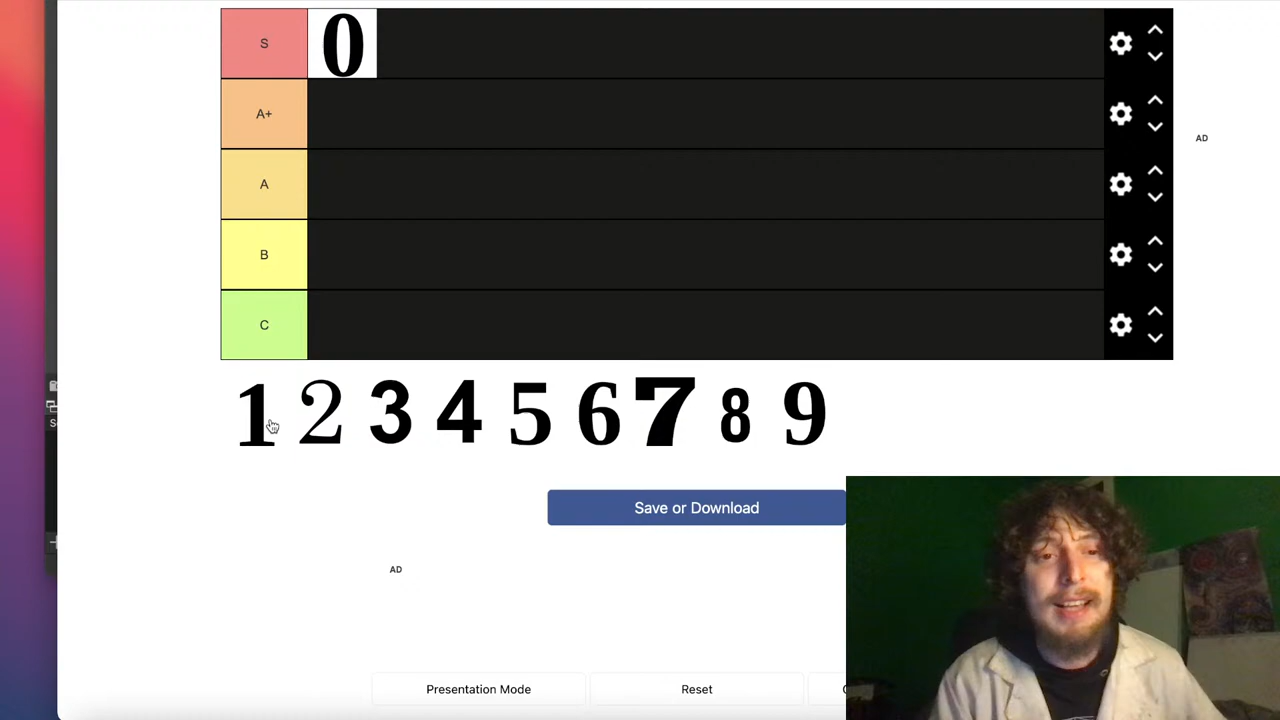 S 0
A+
AD
A
B
C
1 2 3 4 5 6 7 8 9
Save or Download
AD
Presentation Mode
Reset